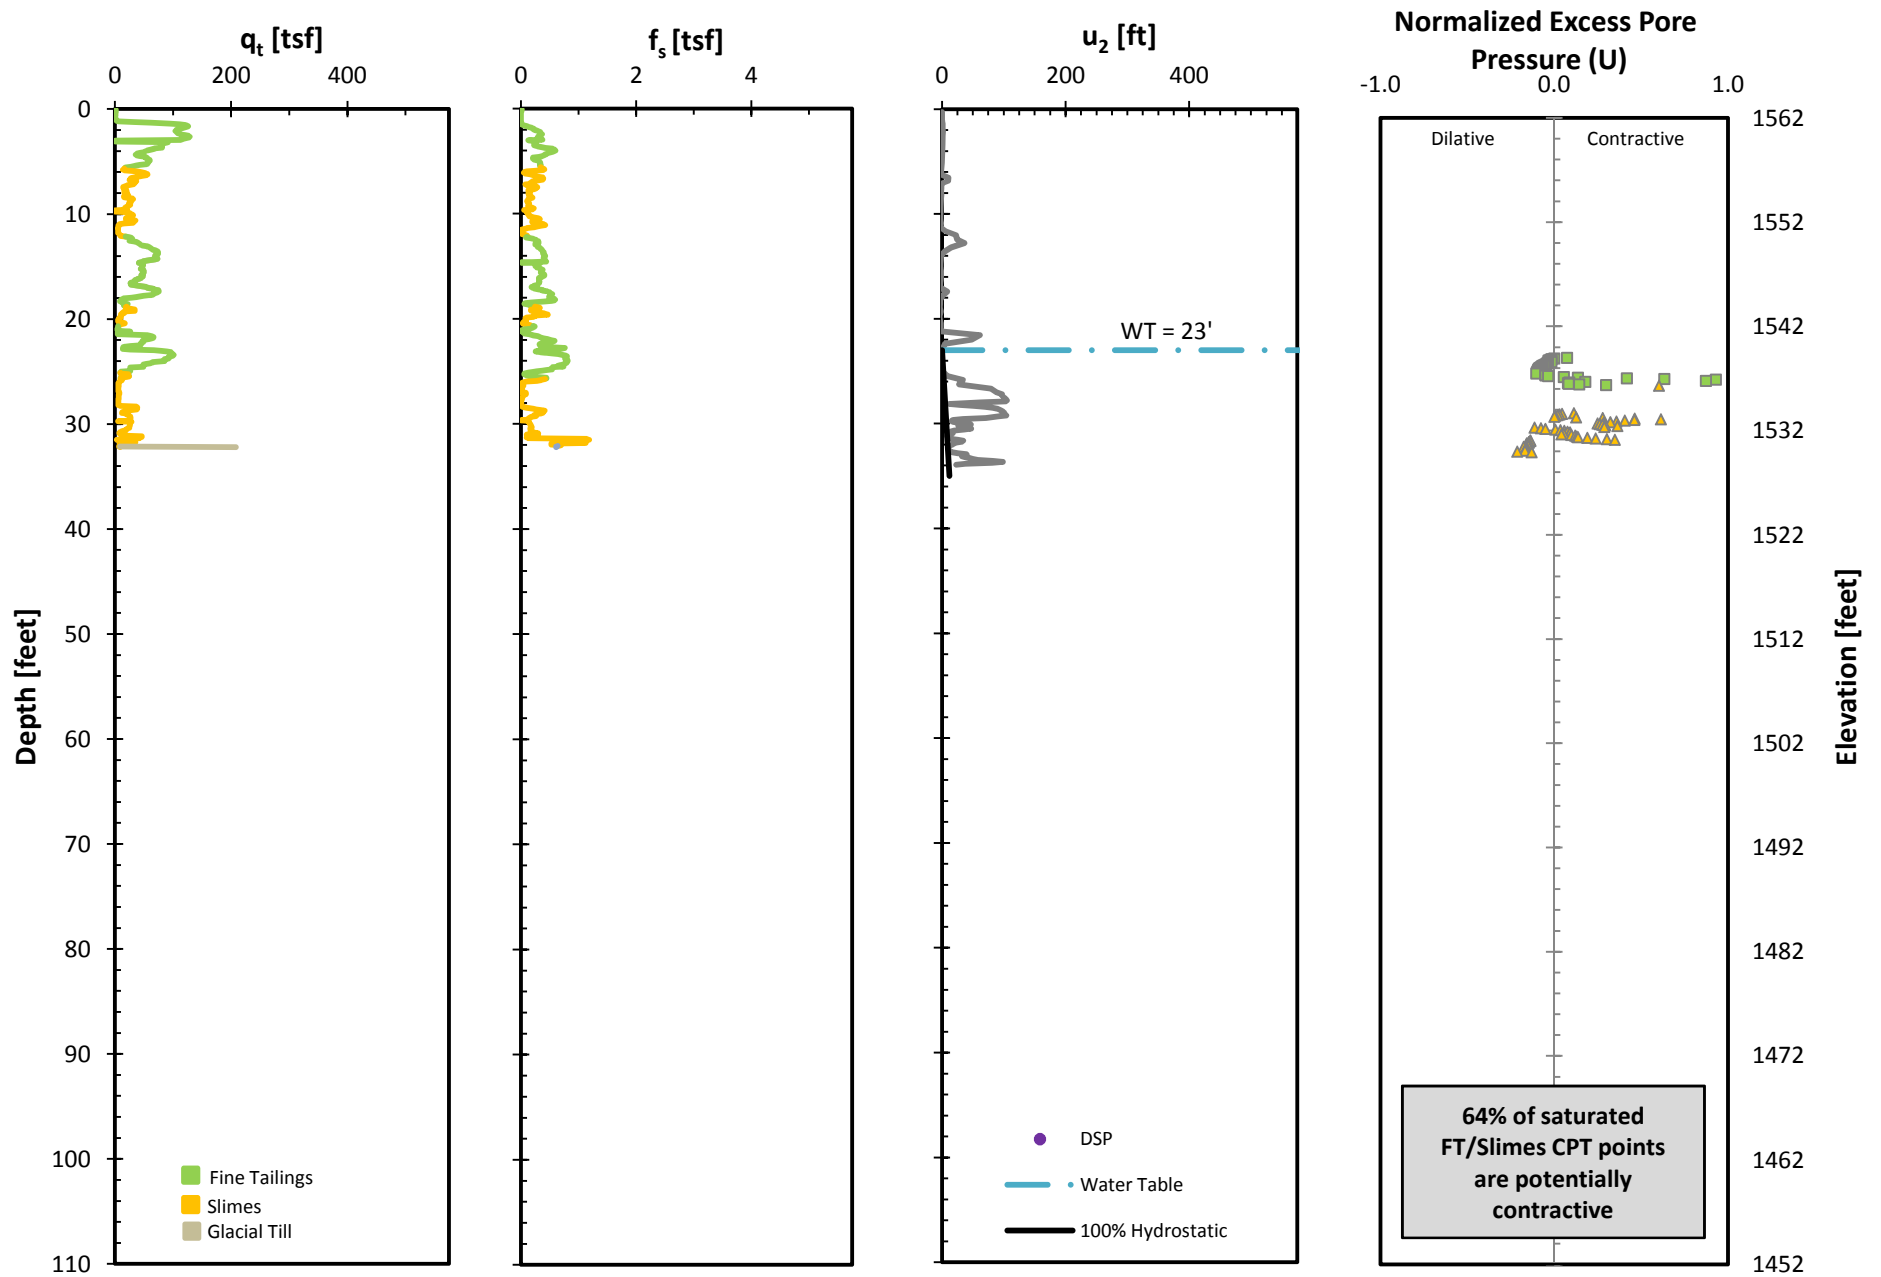 qt [tsf]
0 200 400
fs [tsf]
0 2 4
u2 [ft]
0 200 400
Normalized Excess Pore
Pressure (U)
-1.0 0.0 1.0
Depth [feet]
0
10
20
30
40
50
60
70
80
90
100
110
Fine Tailings
Slimes
Glacial Till
WT = 23'
DSP
Water Table
100% Hydrostatic
Dilative
Contractive
64% of saturated
FT/Slimes CPT points
are potentially
contractive
1562
1552
1542
1532
1522
1512
1502
1492
1482
1472
1462
1452
Elevation [feet]